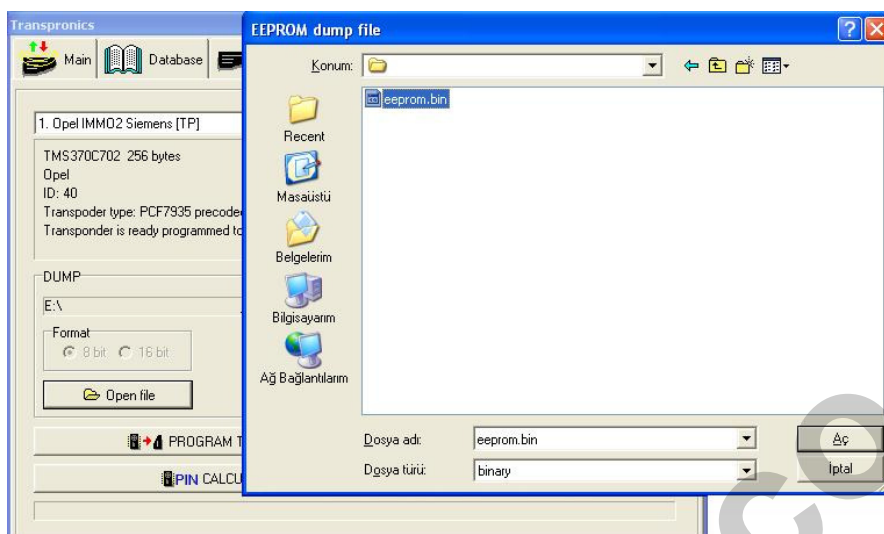 Transpronics
Main
Database
1. Opel IMMO2 Siemens [TP]
TMS370C702 256 bytes
Opel
ID: 40
Transpoder type: PCF7935 precode
Transponder is ready programmed to
DUMP
E:\
Format
8 bit
16 bit
Open file
PROGRAM T
PIN CALCU
EEPROM dump file
Konum:
eeprom.bin
Recent
Masaüstü
Belgelerim
Bilgisayarım
Ağ Bağlantılarım
Dosya adı:
eeprom.bin
Aç
Dosya türü:
binary
İptal